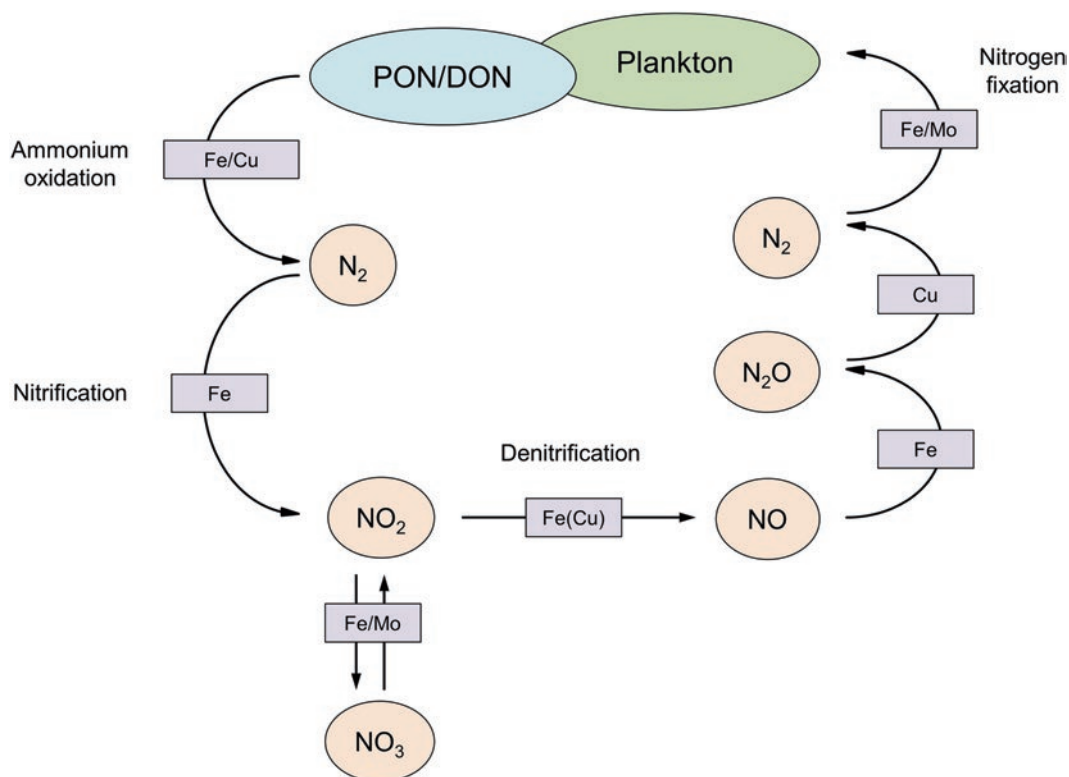 PON/DON
Plankton
Nitrogen
fixation
Fe/Cu
Fe/Mo
Ammonium
oxidation
N₂
N₂
Cu
N₂O
Nitrification
Fe
Fe
Denitrification
NO₂
Fe(Cu)
NO
Fe/Mo
NO₃